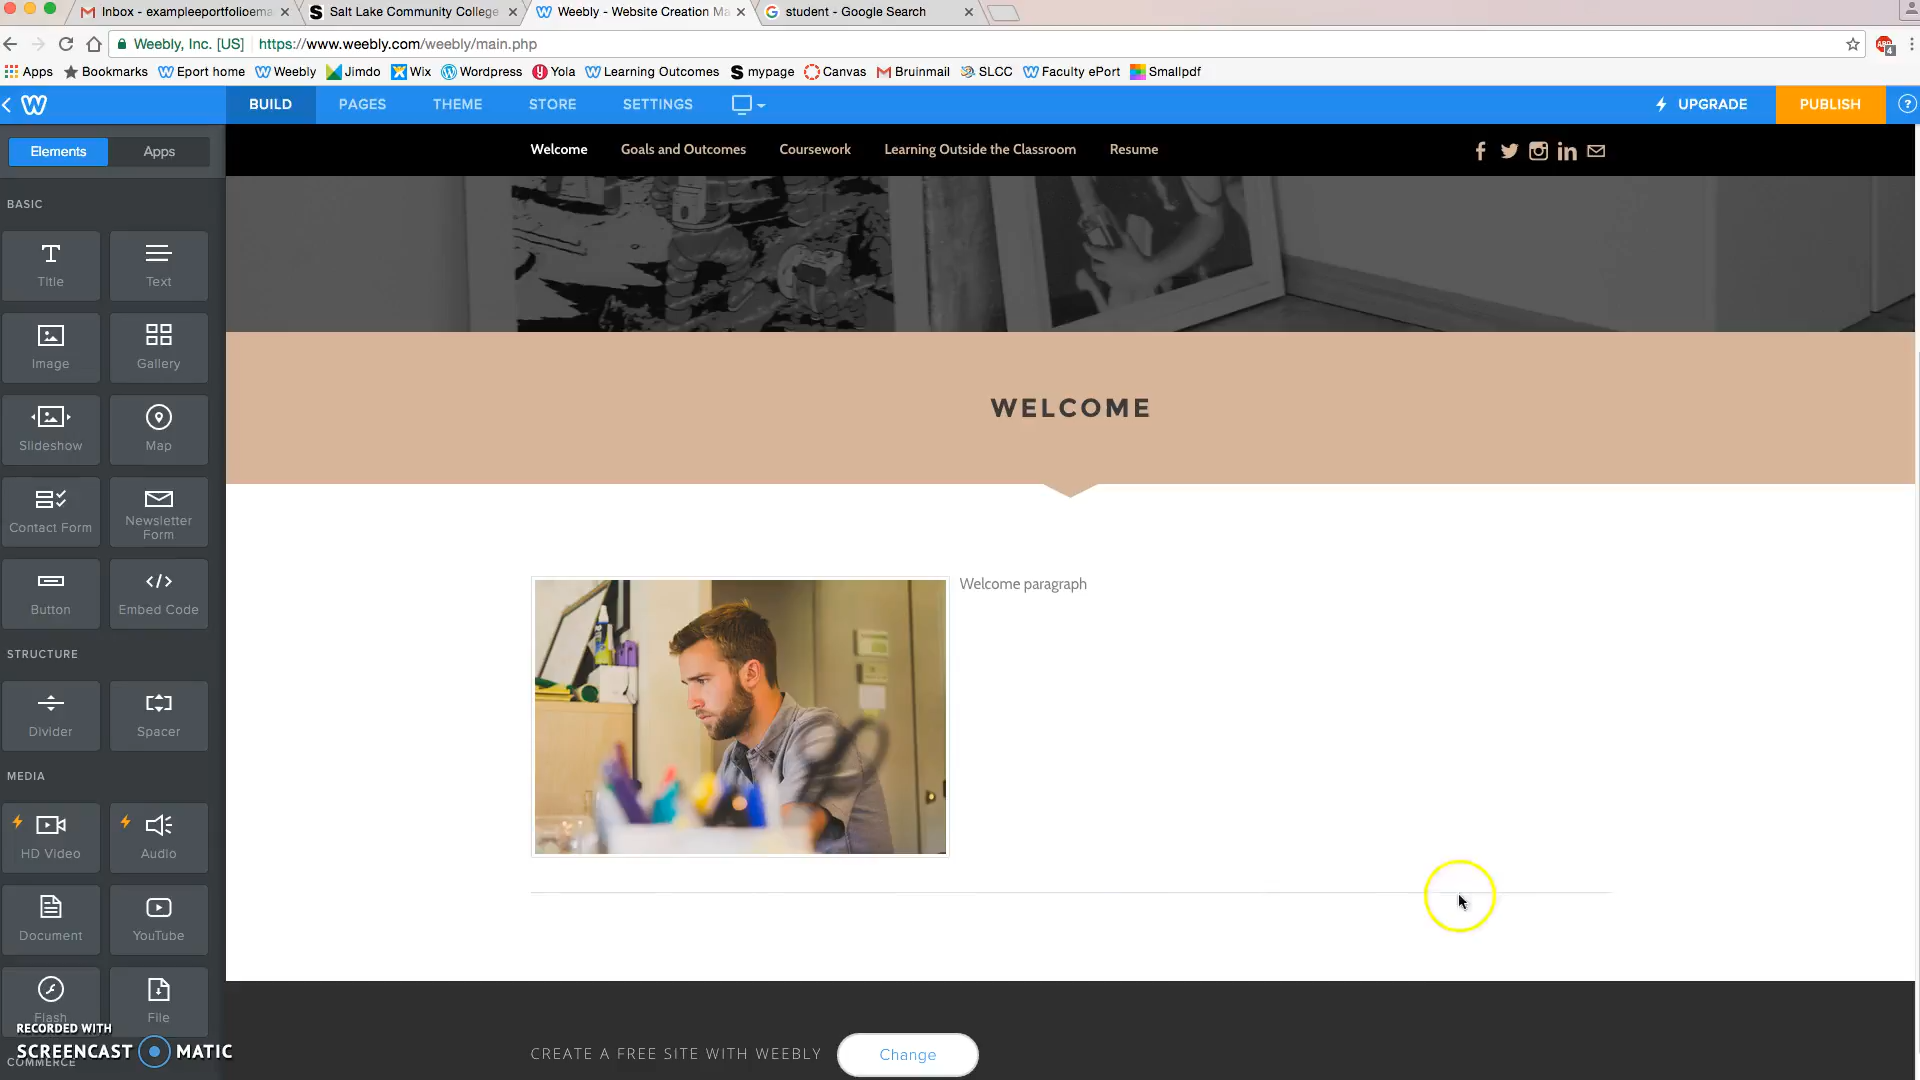 Inbox - exampleeportfolioema
Salt Lake Community College
Weebly - Website Creation Ma
student - Google Search
Weebly, Inc. [US] https://www.weebly.com/weebly/main.php
Apps Bookmarks Eport home Weebly Jimdo Wix Wordpress Yola Learning Outcomes mypage Canvas Bruinmail SLCC Faculty ePort Smallpdf
BUILD PAGES THEME STORE SETTINGS UPGRADE PUBLISH ?
Elements Apps
Welcome Goals and Outcomes Coursework Learning Outside the Classroom Resume
BASIC
Title Text
Image Gallery
Slideshow Map
Contact Form Newsletter Form
Button Embed Code
STRUCTURE
Divider Spacer
MEDIA
HD Video Audio
Document YouTube
Flash File
COMMERCE
WELCOME
Welcome paragraph
CREATE A FREE SITE WITH WEEBLY Change
RECORDED WITH
SCREENCAST MATIC